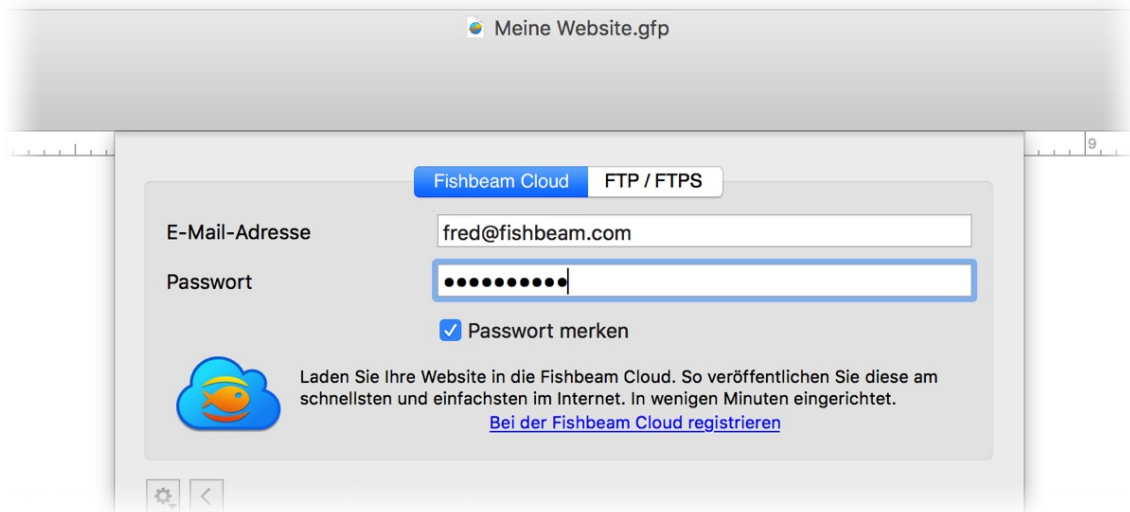 Meine Website.gfp
9
Fishbeam Cloud FTP / FTPS
E-Mail-Adresse fred@fishbeam.com
Passwort ●●●●●●●●●●
Passwort merken
Laden Sie Ihre Website in die Fishbeam Cloud. So veröffentlichen Sie diese am
schnellsten und einfachsten im Internet. In wenigen Minuten eingerichtet.
Bei der Fishbeam Cloud registrieren